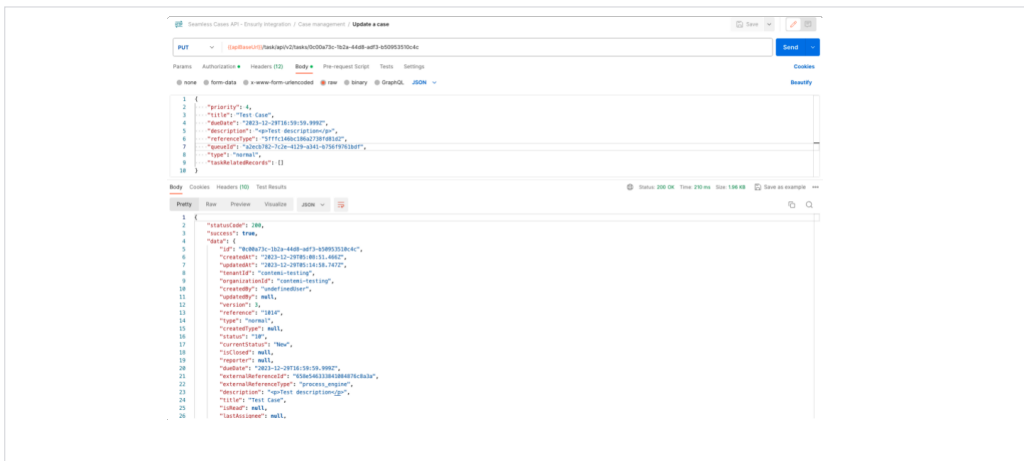 Seamless Cases API - Ensuriy Integration / Case management / Update a case
Save
PUT {{apiBaseUrl}}/task/api/v2/tasks/0c00a73c-1b2a-44d8-adf3-b50953510c4c Send
Params Authorization Headers (12) Body Pre-request Script Tests Settings Cookies
none form-data x-www-form-urlencoded raw binary GraphQL JSON Beautify
1 {
2 "priority": 4,
3 "title": "Test Case",
4 "dueDate": "2023-12-29T16:59:59.999Z",
5 "description": "<p>Test description</p>",
6 "referenceType": "5fffc146bc186a2738fd81d2",
7 "queueId": "a2ecb782-7c2e-4129-a341-b756f9761bdf",
8 "type": "normal",
9 "taskRelatedRecords": []
10 }
Body Cookies Headers (10) Test Results Status: 200 OK Time: 210 ms Size: 1.86 KB Save as example
Pretty Raw Preview Visualize JSON
1 {
2 "statusCode": 200,
3 "success": true,
4 "data": {
5 "id": "0c00a73c-1b2a-44d8-adf3-b50953510c4c",
6 "createdAt": "2023-12-29T05:08:51.466Z",
7 "updatedAt": "2023-12-29T05:14:58.747Z",
8 "tenantId": "contemi-testing",
9 "organizationId": "contemi-testing",
10 "createdBy": "undefinedUser",
11 "updatedBy": null,
12 "version": 3,
13 "reference": "1014",
14 "type": "normal",
15 "createdType": null,
16 "status": "10",
17 "currentStatus": "New",
18 "isClosed": null,
19 "reporter": null,
20 "dueDate": "2023-12-29T16:59:59.999Z",
21 "externalReferenceId": "658e546333841084876c8a3a",
22 "externalReferenceType": "process_engine",
23 "description": "<p>Test description</p>",
24 "title": "Test Case",
25 "isRead": null,
26 "lastAssignee": null,